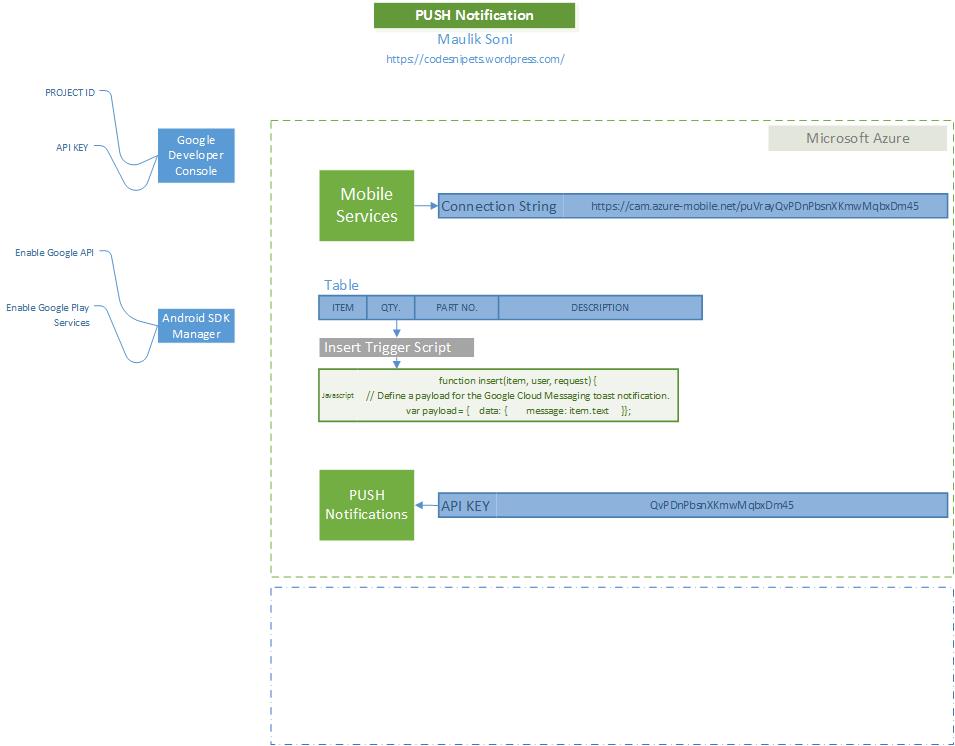 PUSH Notification
Maulik Soni
https://codesnipets.wordpress.com/
PROJECT ID
API KEY
Google
Developer
Console
Enable Google API
Enable Google Play
Services
Android SDK
Manager
Microsoft Azure
Mobile
Services
Connection String
https://cam.azure-mobile.net/puVrayQvPDnPbsnXKmwMqbxDm45
Table
ITEM QTY. PART NO. DESCRIPTION
Insert Trigger Script
Javascript
function insert(item, user, request) {
// Define a payload for the Google Cloud Messaging toast notification.
var payload = { data: { message: item.text }};
PUSH
Notifications
API KEY
QvPDnPbsnXKmwMqbxDm45